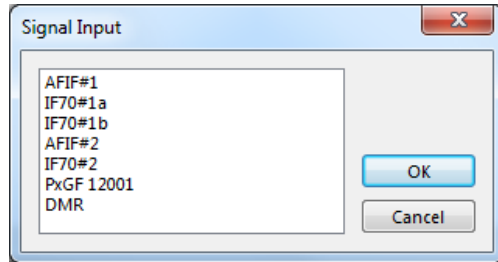 Signal Input
x
AFIF#1
IF70#1a
IF70#1b
AFIF#2
IF70#2
PxGF 12001
DMR
OK
Cancel